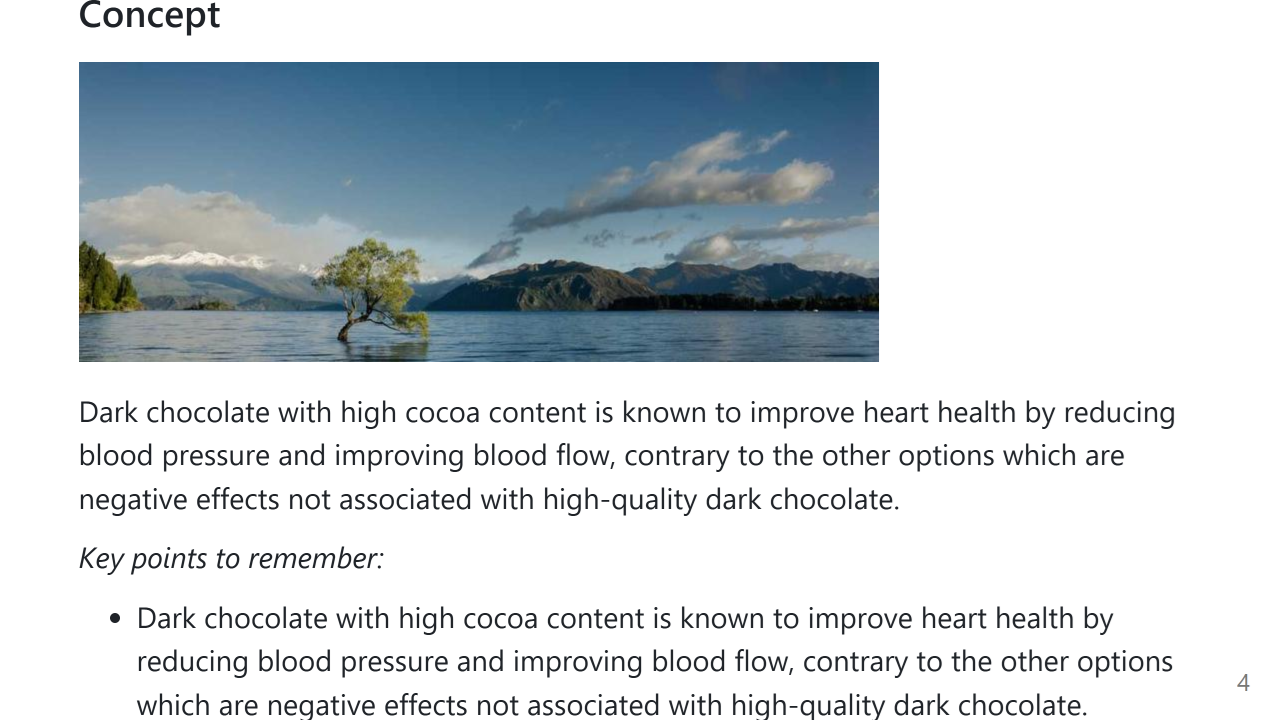 Concept
Dark chocolate with high cocoa content is known to improve heart health by reducing
blood pressure and improving blood flow, contrary to the other options which are
negative effects not associated with high-quality dark chocolate.
Key points to remember:
• Dark chocolate with high cocoa content is known to improve heart health by
reducing blood pressure and improving blood flow, contrary to the other options
which are negative effects not associated with high-quality dark chocolate.
4